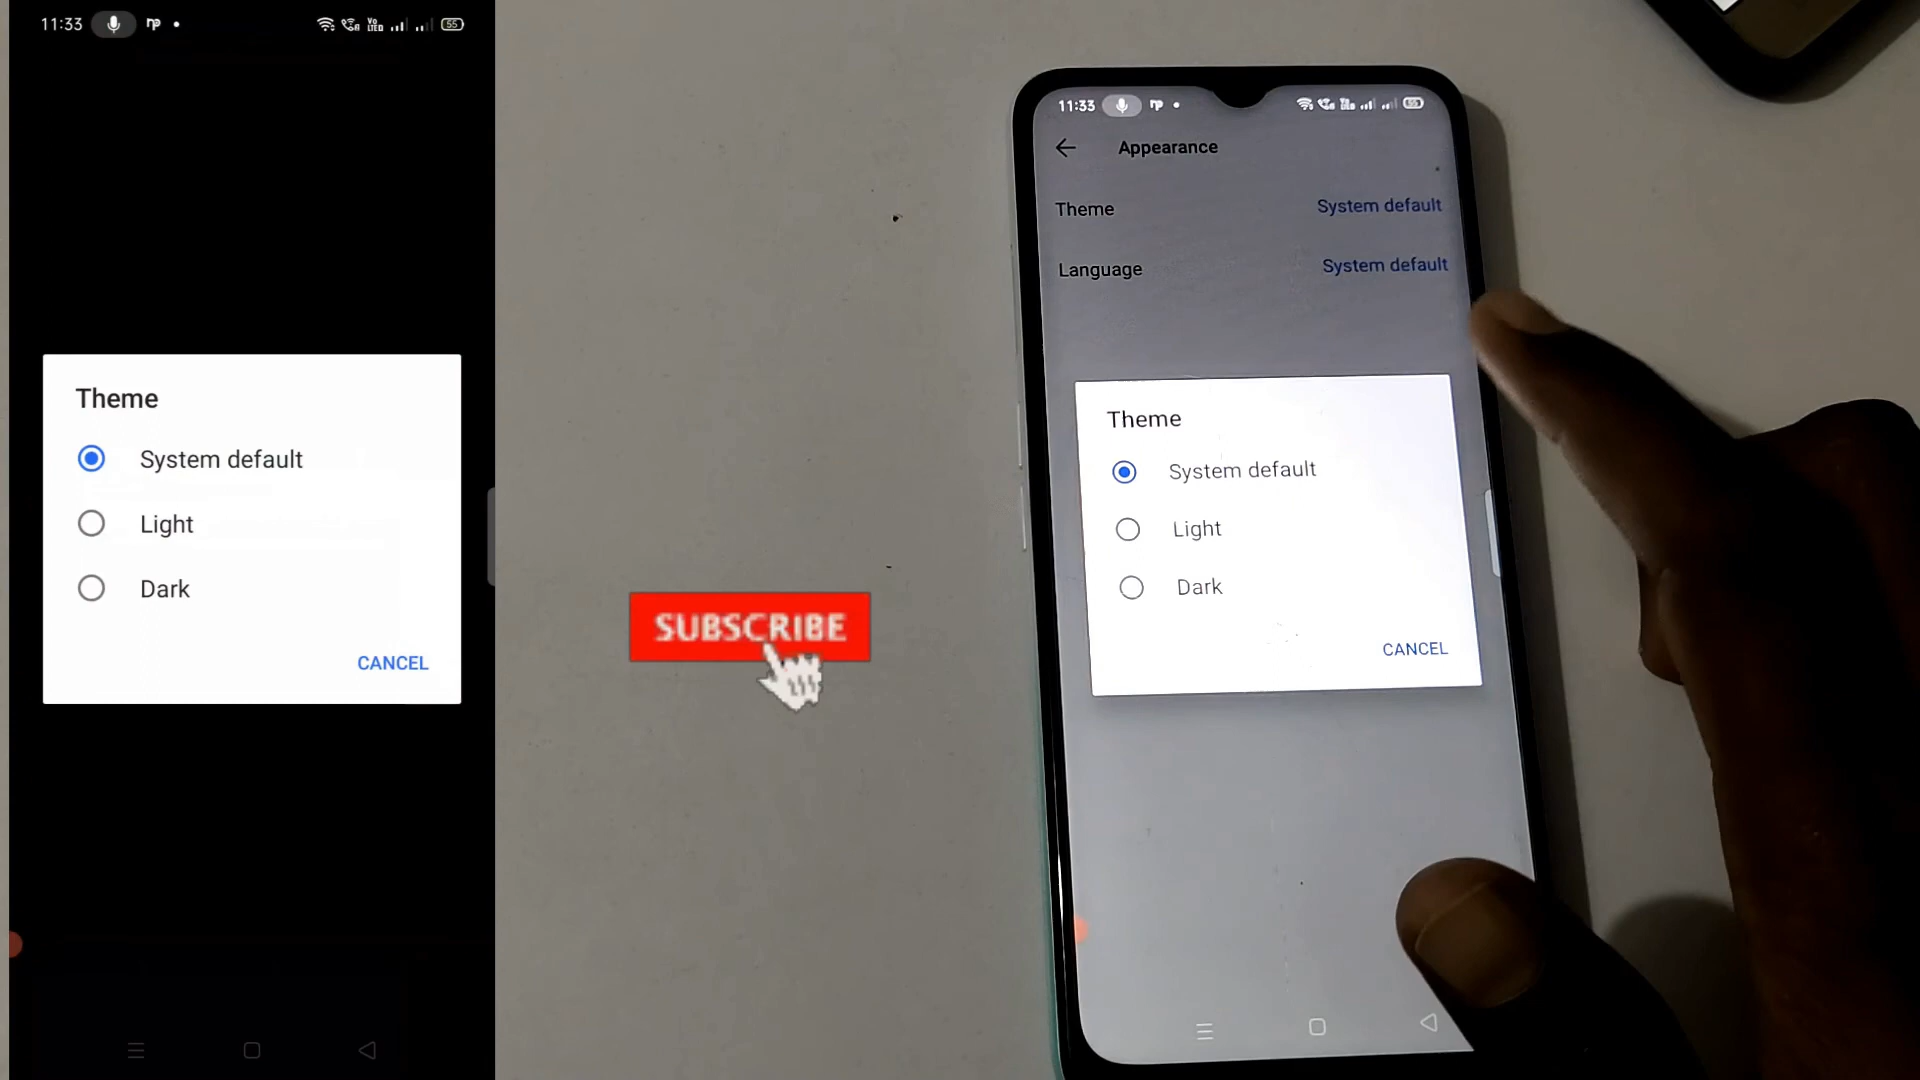 11:33
55
Theme
System default
Light
Dark
CANCEL
SUBSCRIBE
11:33
Appearance
Theme System default
Language System default
Theme
System default
Light
Dark
CANCEL